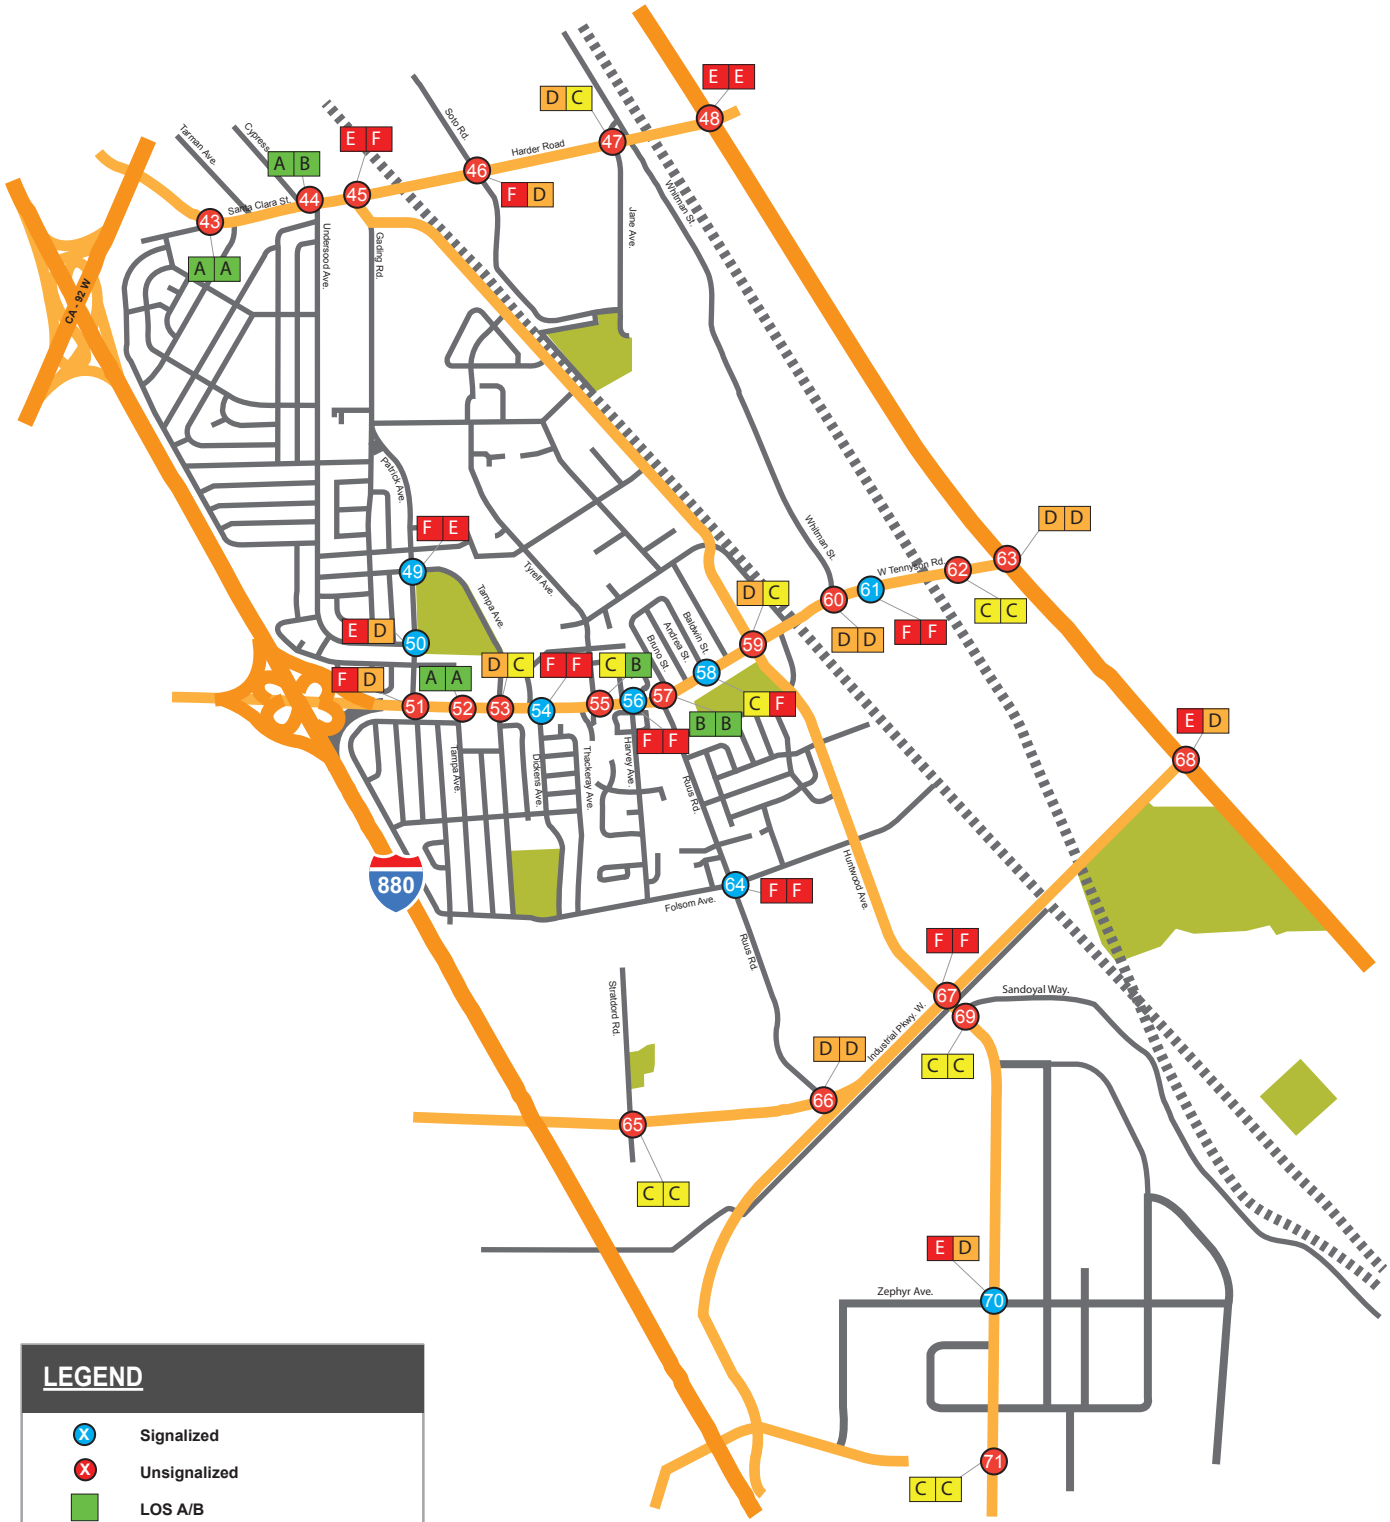 E E
48
D C
47
Solo Rd.
Harder Road
E F
Tarman Ave.
Cypress
A B
46
F D
45
44
Santa Clara St.
43
A A
Undersood Ave.
Gading Rd.
Jane Ave.
Whitman St.
CA - 92 W
Patrick Ave.
F E
49
Tampa Ave.
Tyrell Ave.
Whitman St.
D D
63
W Tennyson Rd.
62
C C
61
F F
60
D D
D C
59
E D
50
Baldwin St.
Andrea St.
Bruno St.
58
C F
F D
A A
D C
F F
C B
51
52
53
54
55
56
57
B B
F F
E D
68
Tampa Ave.
Dickens Ave.
Thackeray Ave.
Harvey Ave.
Ruus Rd.
880
Huntwood Ave.
64
F F
Folsom Ave.
Ruus Rd.
F F
67
Sandoyal Way.
69
C C
Industrial Pkwy. W.
Stratdord Rd.
D D
66
65
C C
E D
Zephyr Ave.
70
71
C C
LEGEND
X Signalized
X Unsignalized
LOS A/B